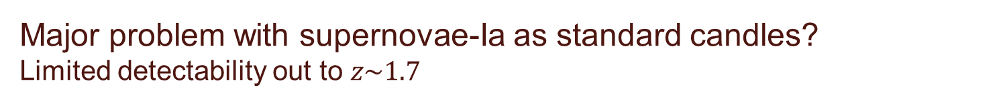 Major problem with supernovae-Ia as standard candles?
Limited detectability out to z~1.7